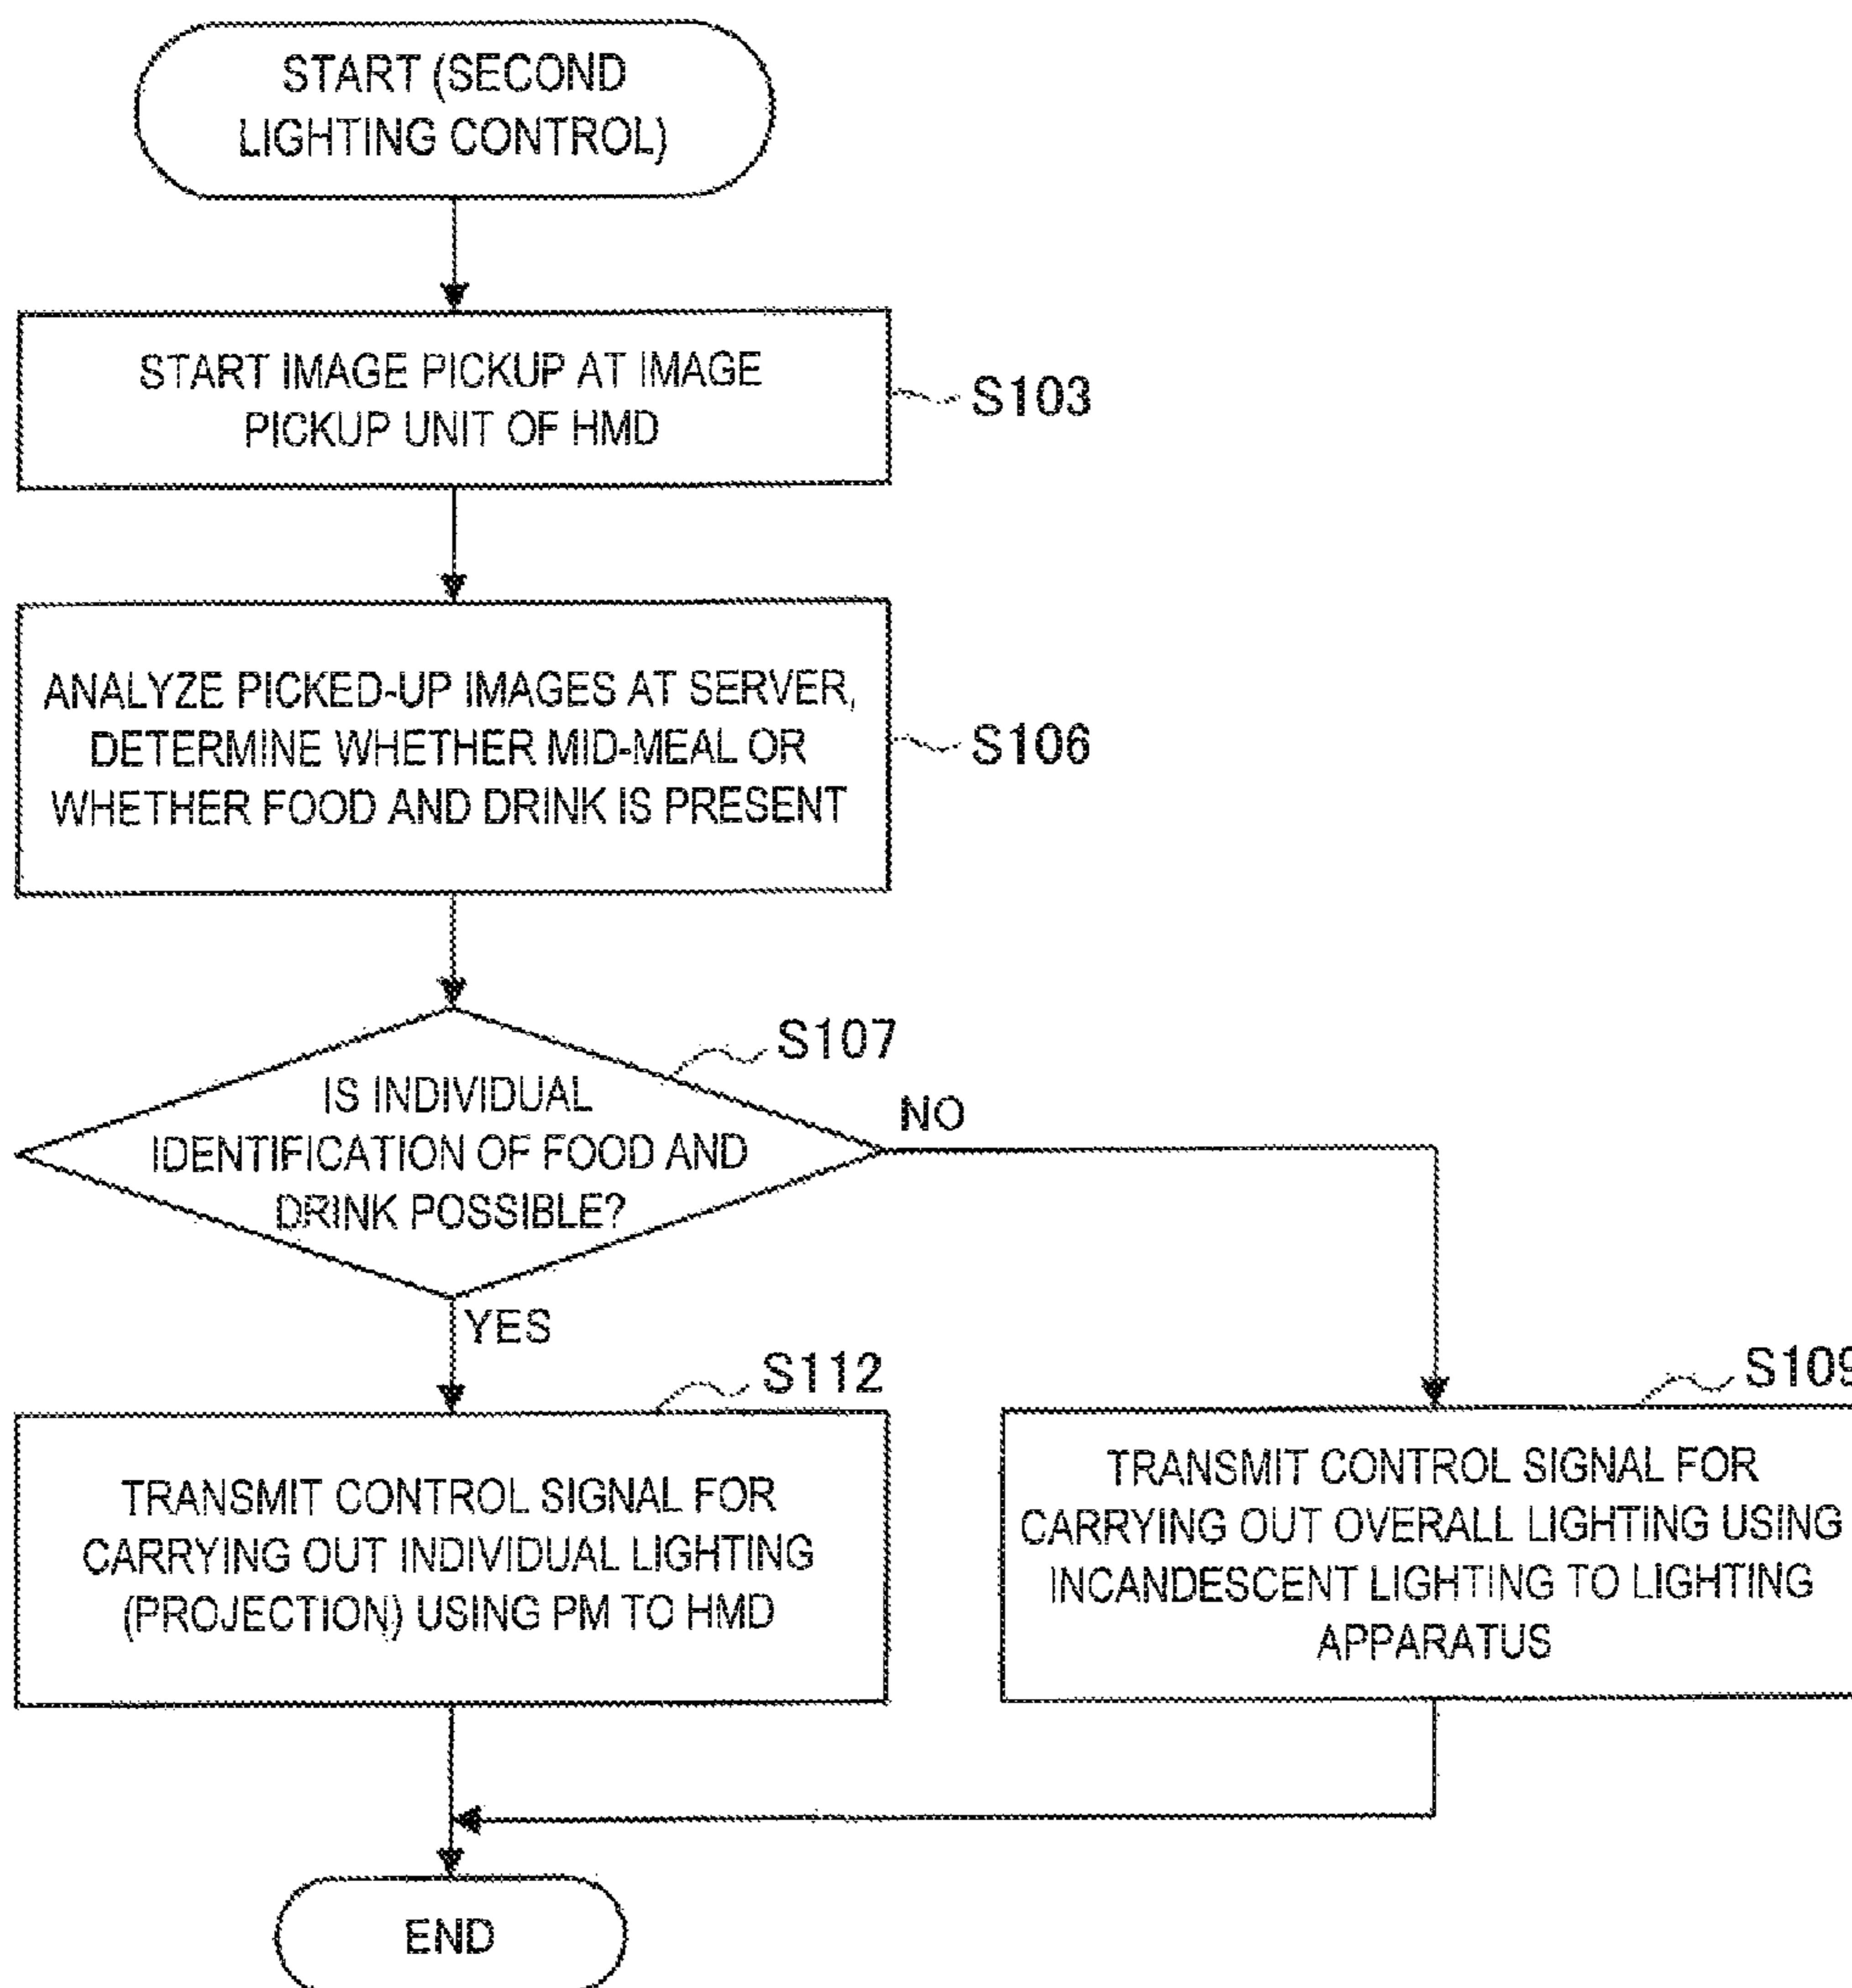 START (SECOND
LIGHTING CONTROL)
START IMAGE PICKUP AT IMAGE
PICKUP UNIT OF HMD
S103
ANALYZE PICKED-UP IMAGES AT SERVER,
DETERMINE WHETHER MID-MEAL OR
WHETHER FOOD AND DRINK IS PRESENT
S106
S107
IS INDIVIDUAL
IDENTIFICATION OF FOOD AND
DRINK POSSIBLE?
NO
YES
S112
TRANSMIT CONTROL SIGNAL FOR
CARRYING OUT INDIVIDUAL LIGHTING
(PROJECTION) USING PM TO HMD
S109
TRANSMIT CONTROL SIGNAL FOR
CARRYING OUT OVERALL LIGHTING USING
INCANDESCENT LIGHTING TO LIGHTING
APPARATUS
END